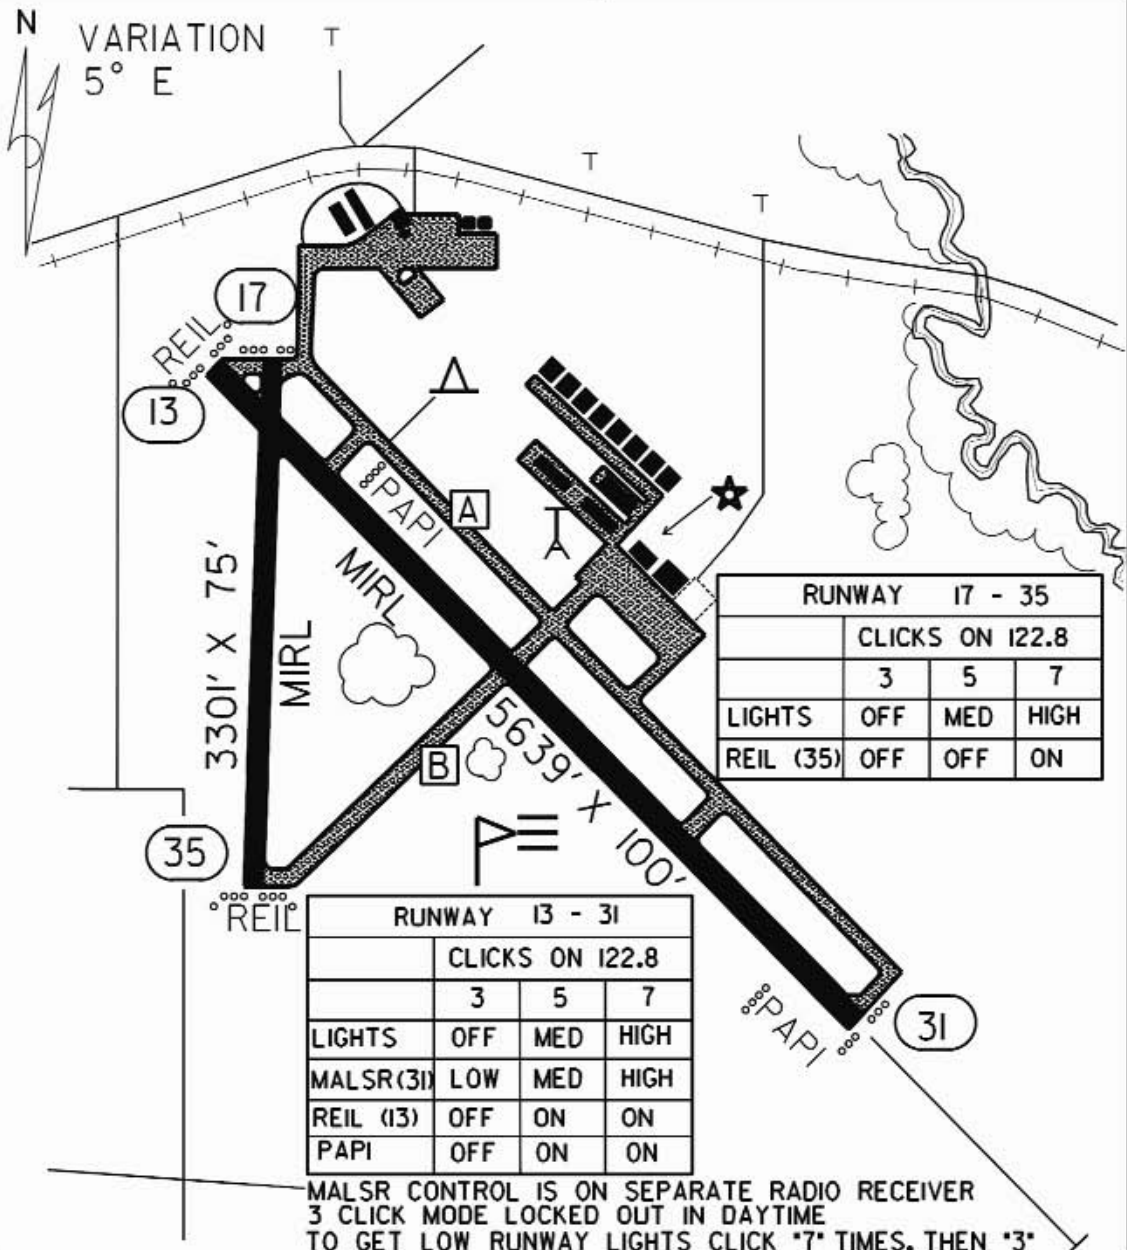 N
VARIATION
5° E
T
T
T
17
REIL
13
PAPI
A
MIRL
3301' X 75'
MIRL
5639' X 100'
B
35
REIL
RUNWAY 17 - 35
CLICKS ON 122.8
3 5 7
LIGHTS OFF MED HIGH
REIL (35) OFF OFF ON
RUNWAY 13 - 31
CLICKS ON 122.8
3 5 7
LIGHTS OFF MED HIGH
MALSR(31) LOW MED HIGH
REIL (13) OFF ON ON
PAPI OFF ON ON
PAPI
31
MALSR CONTROL IS ON SEPARATE RADIO RECEIVER
3 CLICK MODE LOCKED OUT IN DAYTIME
TO GET LOW RUNWAY LIGHTS CLICK "7" TIMES, THEN "3"